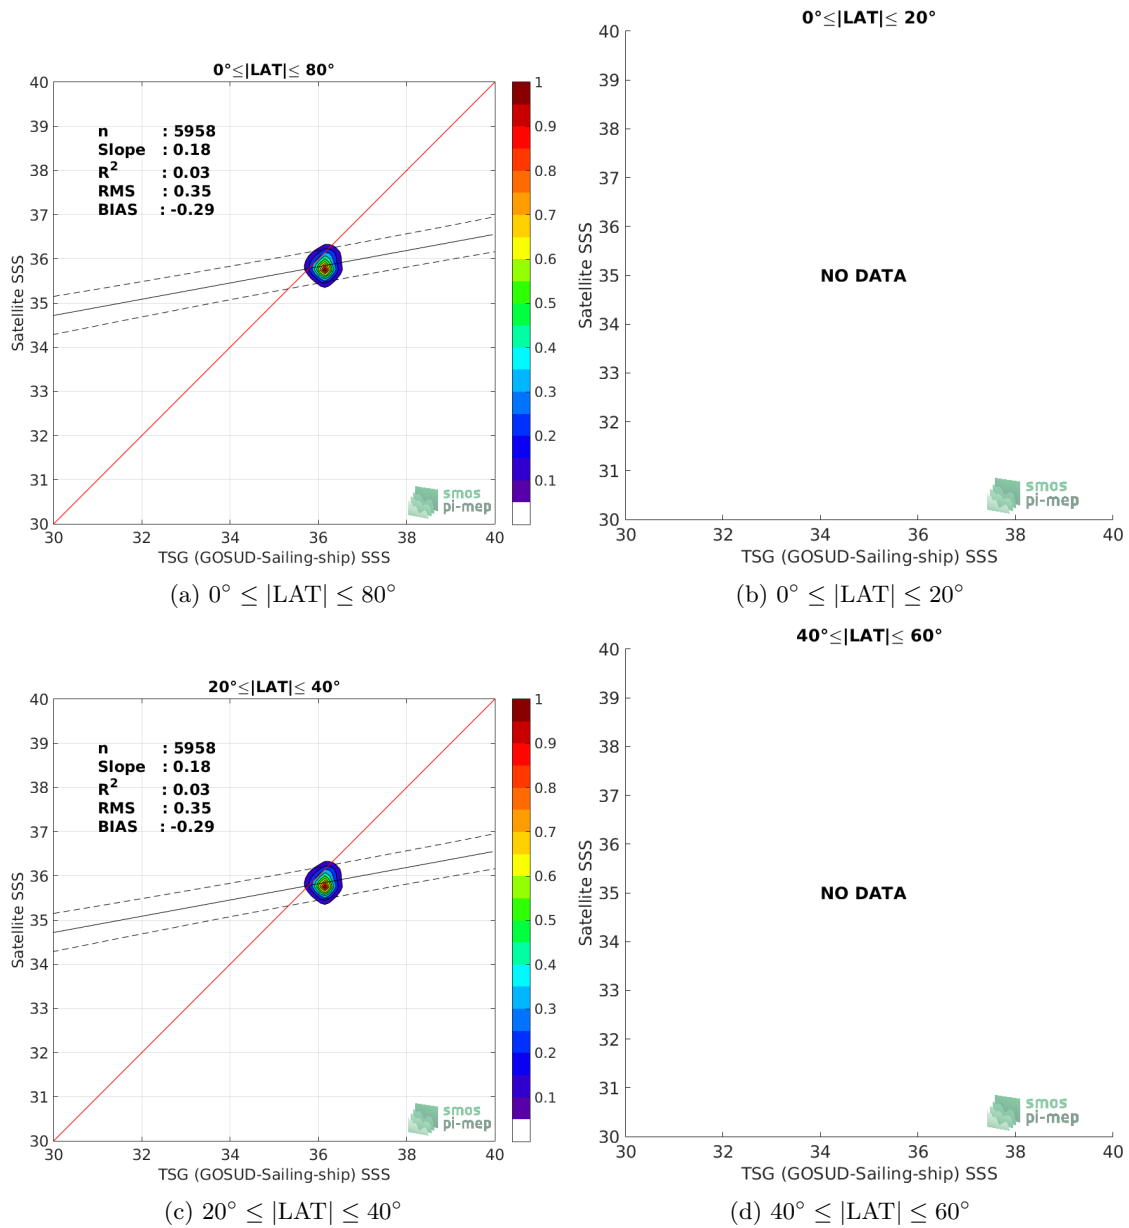 0°≤|LAT|≤ 80°
40
39
38
37
36
35
34
33
32
31
30
Satellite SSS
n : 5958
Slope : 0.18
R² : 0.03
RMS : 0.35
BIAS : -0.29
smos
pi-mep
30 32 34 36 38 40
TSG (GOSUD-Sailing-ship) SSS
1
0.9
0.8
0.7
0.6
0.5
0.4
0.3
0.2
0.1
(a) 0° ≤ |LAT| ≤ 80°
0°≤|LAT|≤ 20°
40
39
38
37
36
35
34
33
32
31
30
Satellite SSS
NO DATA
smos
pi-mep
30 32 34 36 38 40
TSG (GOSUD-Sailing-ship) SSS
(b) 0° ≤ |LAT| ≤ 20°
20°≤|LAT|≤ 40°
40
39
38
37
36
35
34
33
32
31
30
Satellite SSS
n : 5958
Slope : 0.18
R² : 0.03
RMS : 0.35
BIAS : -0.29
smos
pi-mep
30 32 34 36 38 40
TSG (GOSUD-Sailing-ship) SSS
1
0.9
0.8
0.7
0.6
0.5
0.4
0.3
0.2
0.1
(c) 20° ≤ |LAT| ≤ 40°
40°≤|LAT|≤ 60°
40
39
38
37
36
35
34
33
32
31
30
Satellite SSS
NO DATA
smos
pi-mep
30 32 34 36 38 40
TSG (GOSUD-Sailing-ship) SSS
(d) 40° ≤ |LAT| ≤ 60°